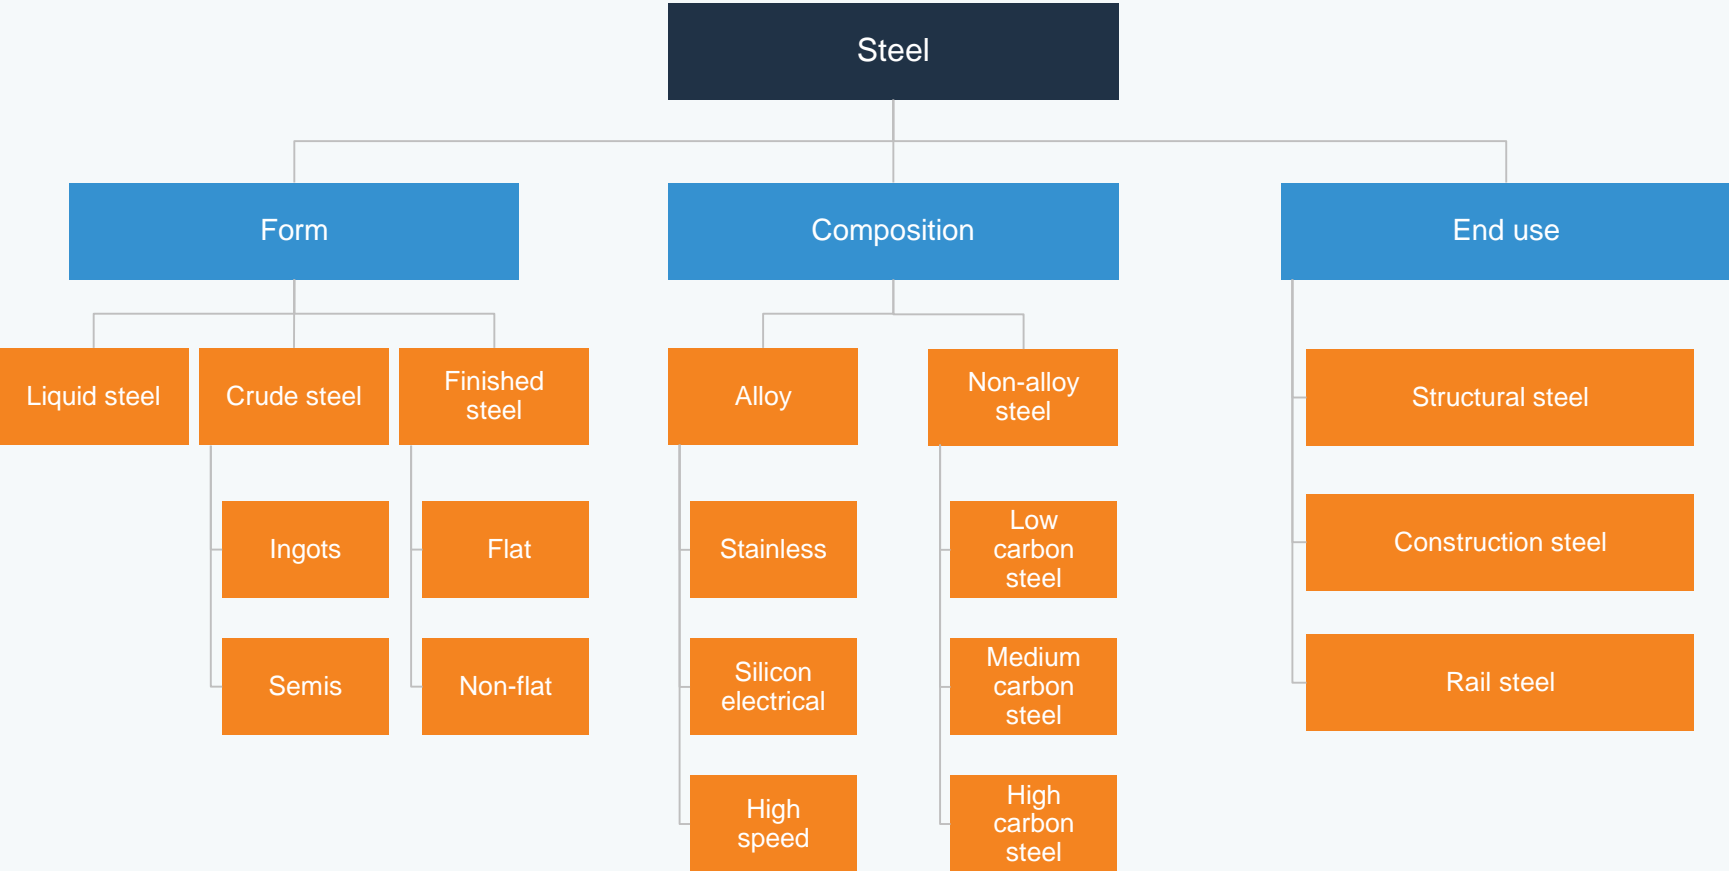 Steel
Form
Composition
End use
Liquid steel
Crude steel
Finished
steel
Alloy
Non-alloy
steel
Structural steel
Ingots
Flat
Stainless
Low
carbon
steel
Construction steel
Semis
Non-flat
Silicon
electrical
Medium
carbon
steel
Rail steel
High
speed
High
carbon
steel